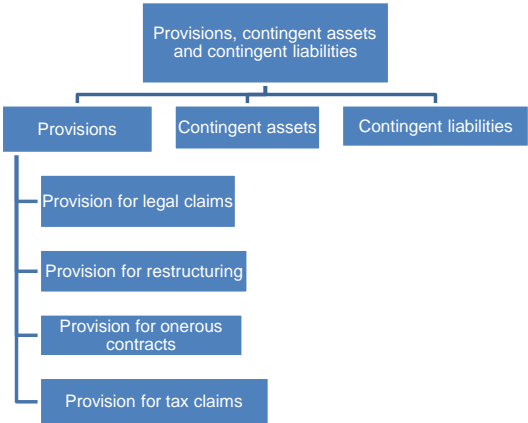 Provisions, contingent assets
and contingent liabilities
Provisions
Contingent assets
Contingent liabilities
Provision for legal claims
Provision for restructuring
Provision for onerous
contracts
Provision for tax claims